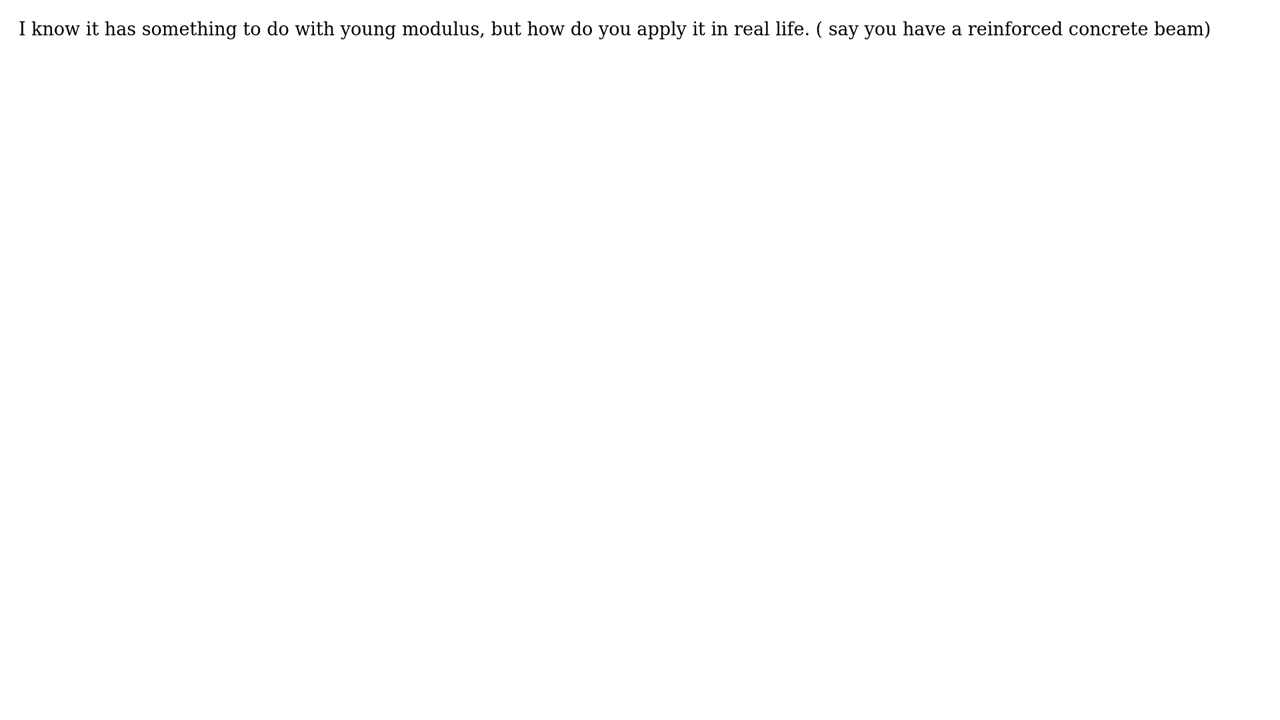 I know it has something to do with young modulus, but how do you apply it in real life. ( say you have a reinforced concrete beam)